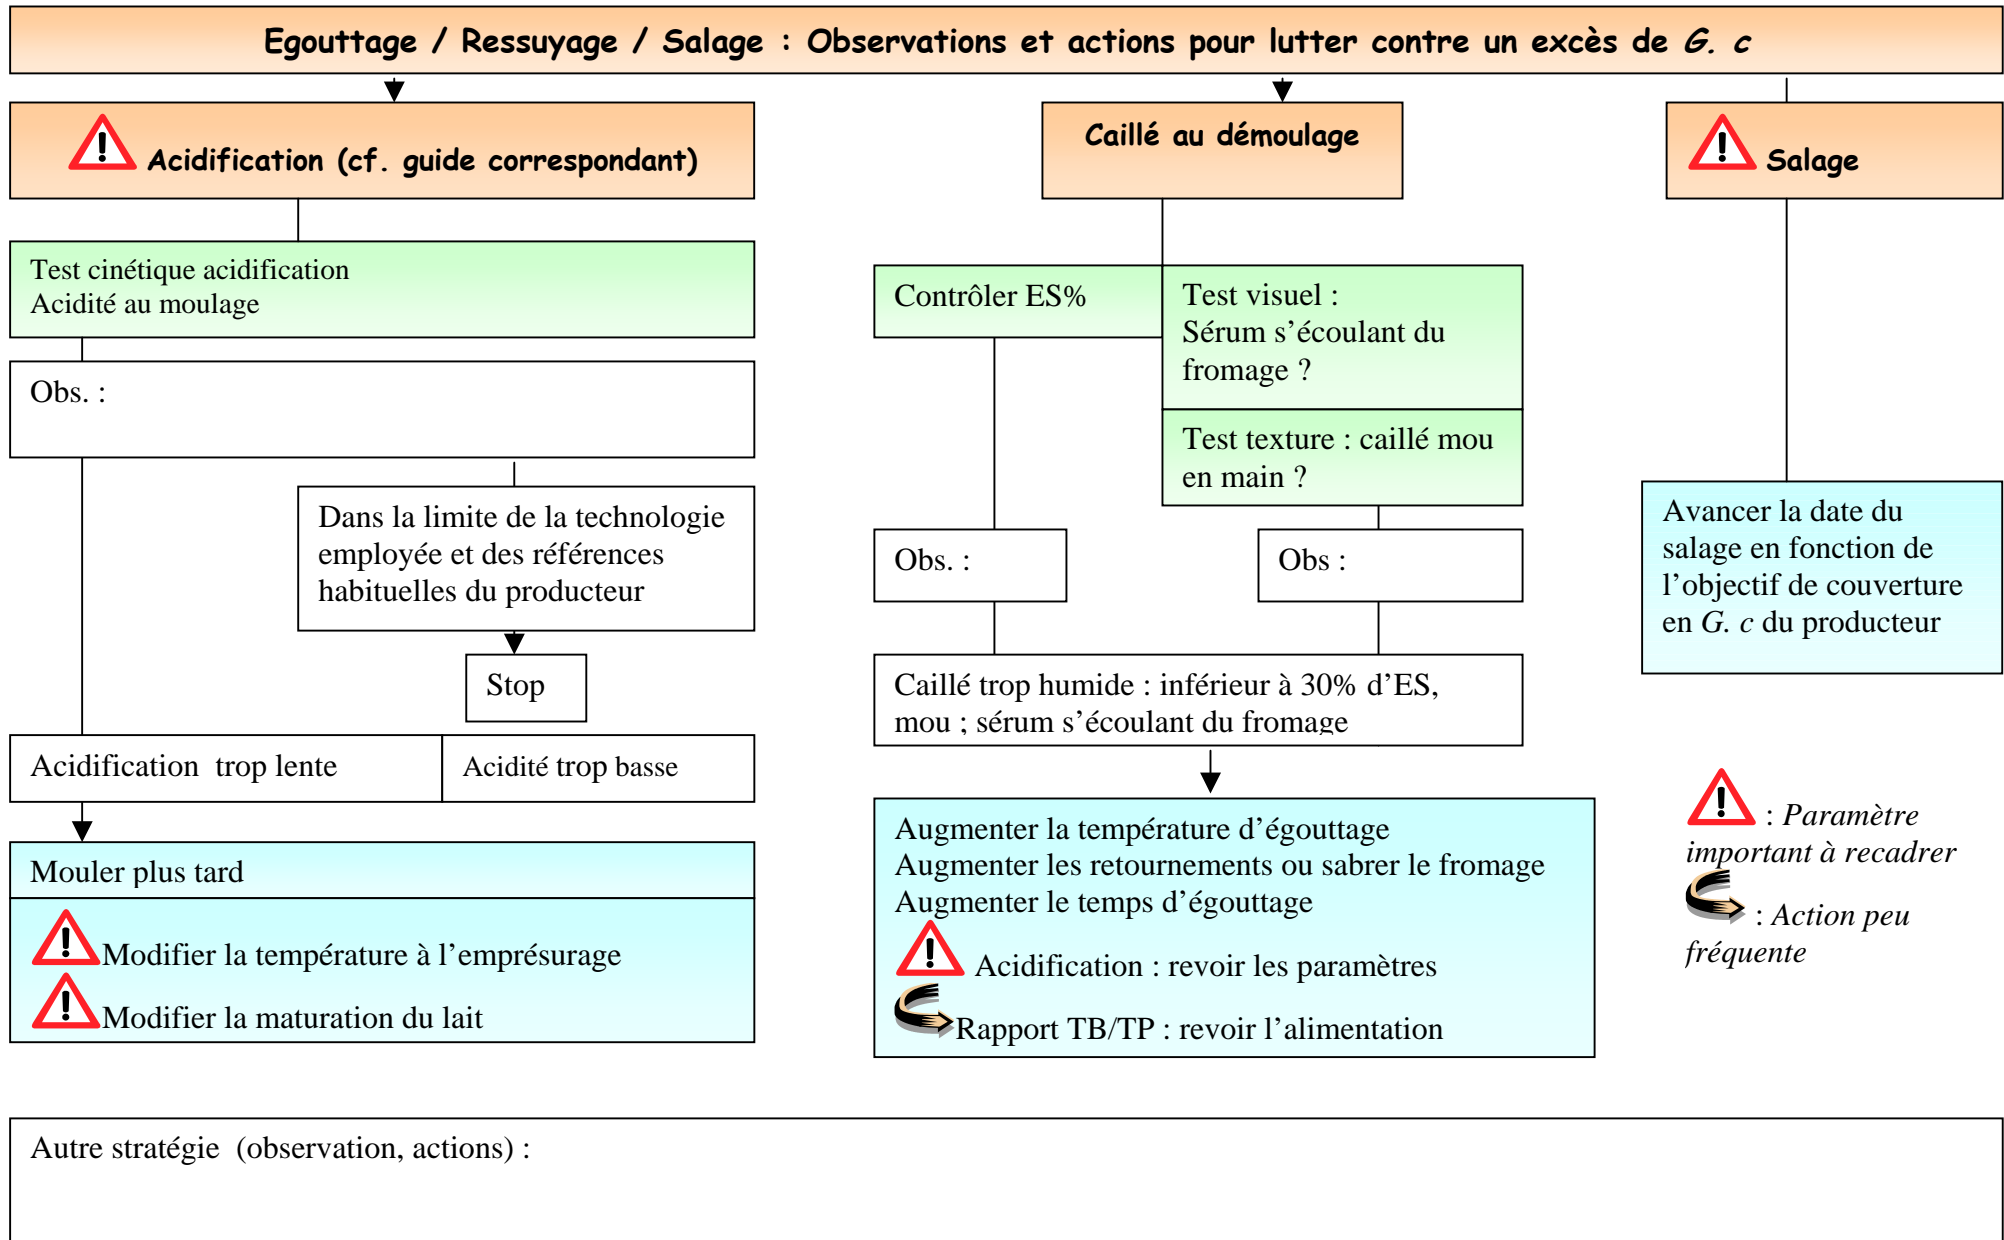 Egouttage / Ressuyage / Salage : Observations et actions pour lutter contre un excès de G. c
Acidification (cf. guide correspondant)
Test cinétique acidification
Acidité au moulage
Obs. :
Dans la limite de la technologie
employée et des références
habituelles du producteur
Stop
Acidification trop lente
Acidité trop basse
Mouler plus tard
Modifier la température à l’emprésurage
Modifier la maturation du lait
Caillé au démoulage
Contrôler ES%
Test visuel :
Sérum s’écoulant du
fromage ?
Test texture : caillé mou
en main ?
Obs. :
Obs :
Caillé trop humide : inférieur à 30% d’ES,
mou ; sérum s’écoulant du fromage
Augmenter la température d’égouttage
Augmenter les retournements ou sabrer le fromage
Augmenter le temps d’égouttage
Acidification : revoir les paramètres
Rapport TB/TP : revoir l’alimentation
Salage
Avancer la date du
salage en fonction de
l’objectif de couverture
en G. c du producteur
: Paramètre
important à recadrer
: Action peu
fréquente
Autre stratégie (observation, actions) :